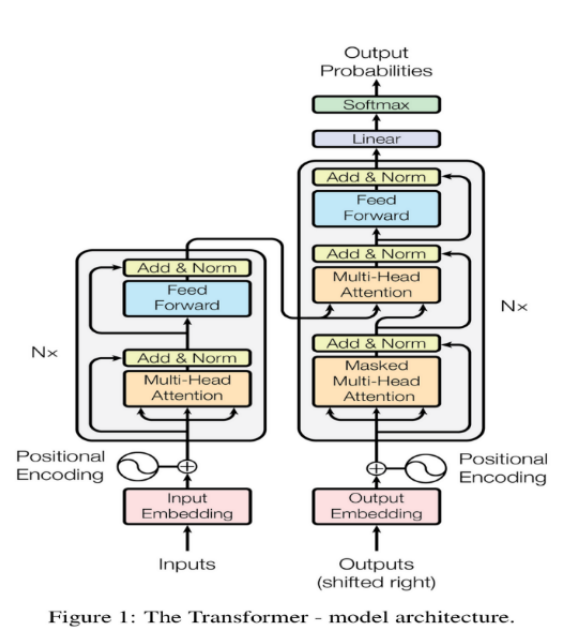 Output
Probabilities
Softmax
Linear
Add & Norm
Feed
Forward
Add & Norm
Multi-Head
Attention
Nx
Add & Norm
Masked
Multi-Head
Attention
Add & Norm
Feed
Forward
Nx
Add & Norm
Multi-Head
Attention
Positional
Encoding
Positional
Encoding
Input
Embedding
Output
Embedding
Inputs
Outputs
(shifted right)
Figure 1: The Transformer - model architecture.